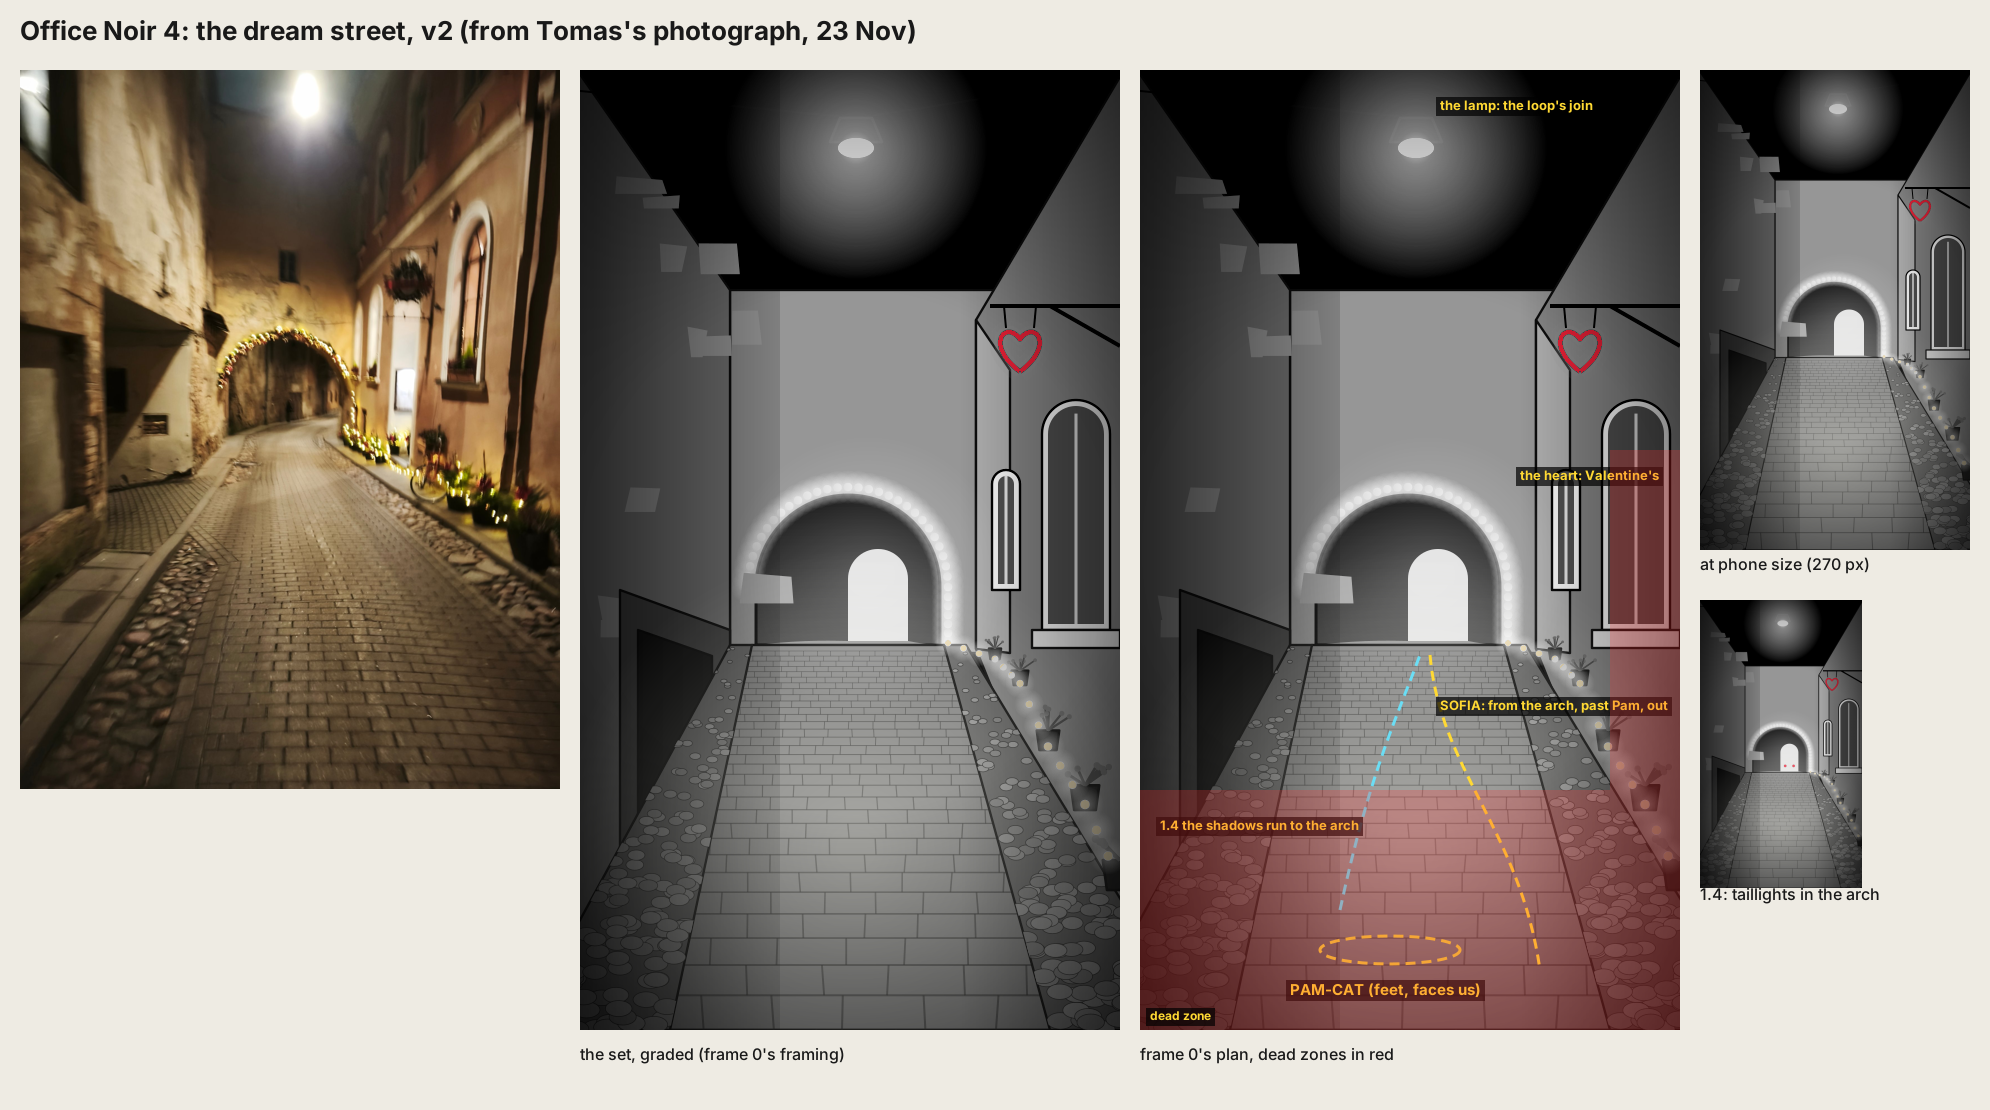 Office Noir 4: the dream street, v2 (from Tomas's photograph, 23 Nov)
the lamp: the loop's join
the heart: Valentine's
SOFIA: from the arch, past Pam, out
1.4 the shadows run to the arch
PAM-CAT (feet, faces us)
dead zone
the set, graded (frame 0's framing)
frame 0's plan, dead zones in red
at phone size (270 px)
1.4: taillights in the arch